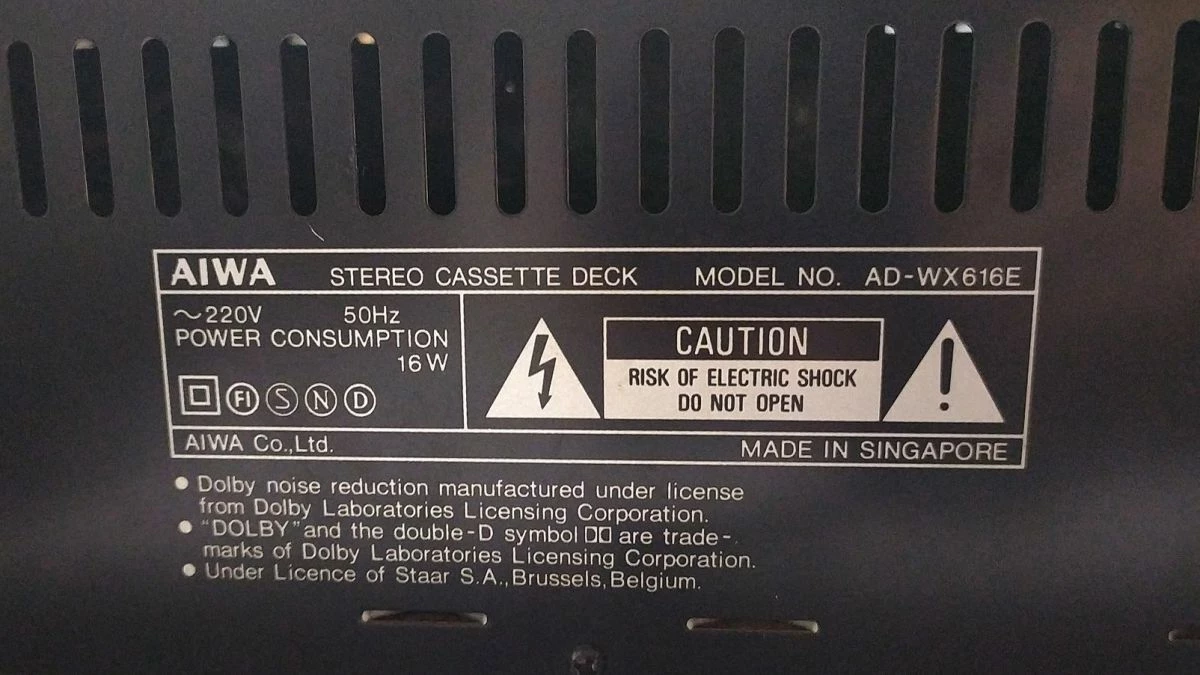 AIWA STEREO CASSETTE DECK MODEL NO. AD-WX616E
~220V 50Hz
POWER CONSUMPTION
16W
FI S N D
CAUTION
RISK OF ELECTRIC SHOCK
DO NOT OPEN
AIWA Co.,Ltd. MADE IN SINGAPORE
● Dolby noise reduction manufactured under license
from Dolby Laboratories Licensing Corporation.
● "DOLBY" and the double-D symbol are trade-
marks of Dolby Laboratories Licensing Corporation.
● Under Licence of Staar S.A., Brussels, Belgium.